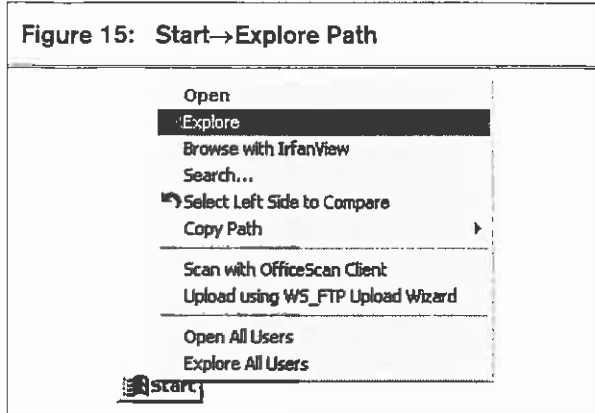 Figure 15: Start→Explore Path
Open
Explore
Browse with IrfanView
Search...
Select Left Side to Compare
Copy Path
Scan with OfficeScan Client
Upload using WS_FTP Upload Wizard
Open All Users
Explore All Users
Start